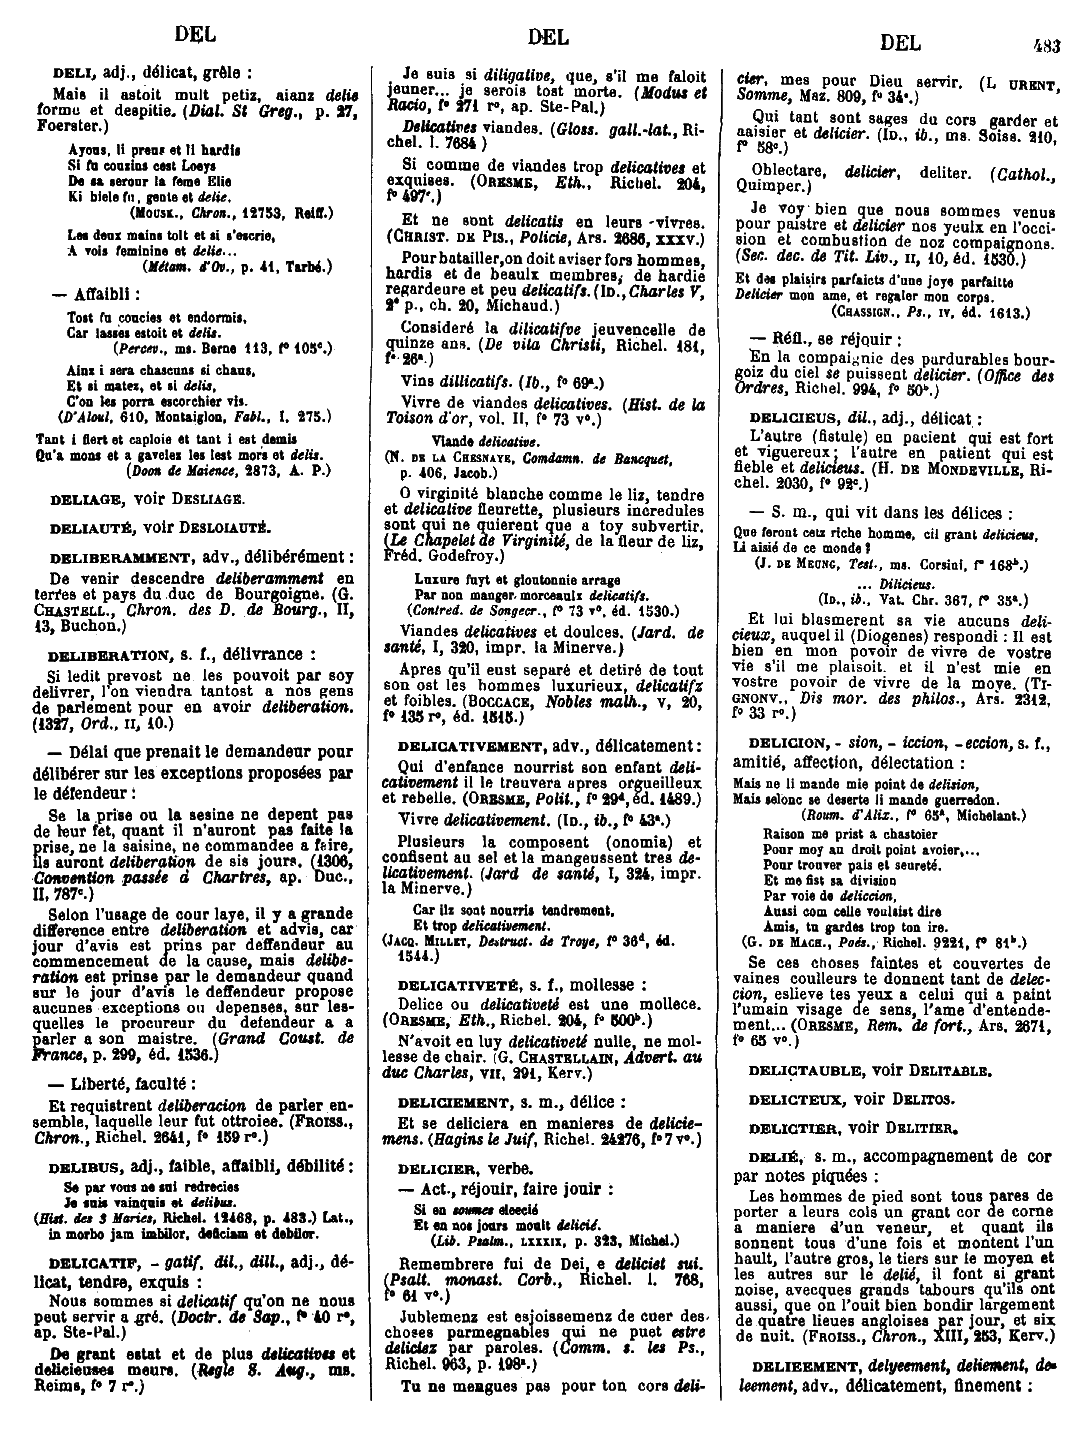 DEL
DELI, adj., délicat, grêle :
Mais il astoit mult petiz, aianz delie
forme et despitie. (Dial. St Greg., p. 27,
Foerster.)
Ayous, li preus et li hardis
Si fu cousins cest Loeys
De sa serour la feme Elie
Ki biele fu, gente et delie.
(Mousk., Chron., 12753, Reiff.)
Les deux mains tolt et si s'escrie,
A vois feminine et delie...
(Métam. d'Ov., p. 41, Tarbé.)
— Affaibli :
Tost fu coucies et endormis,
Car lasses estoit et delis.
(Percev., ms. Berne 113, f° 105c.)
Ainz i sera chascuns si chaus,
Et si matez, et si delis,
C'on les porra escorchier vis.
(D'Aloul, 610, Montaiglon, Fabl., I, 275.)
Tant i fiert et caploie et tant i est demis
Qu'a mons et a gaveles les lest mors et delis.
(Doon de Maience, 2873, A. P.)
DELIAGE, voir DESLIAGE.
DELIAUTÉ, voir DESLOIAUTÉ.
DELIBERAMMENT, adv., délibérément :
De venir descendre deliberamment en
terres et pays du duc de Bourgoigne. (G.
CHASTELL., Chron. des D. de Bourg., II,
13, Buchon.)
DELIBERATION, s. f., délivrance :
Si ledit prevost ne les pouvoit par soy
delivrer, l'on viendra tantost a nos gens
de parlement pour en avoir deliberation.
(1327, Ord., II, 10.)
— Délai que prenait le demandeur pour
délibérer sur les exceptions proposées par
le défendeur :
Se la prise ou la sesine ne depent pas
de leur fet, quant il n'auront pas faite la
prise, ne la saisine, ne commandee a feire,
ils auront deliberation de sis jours. (1306,
Convention passée à Chartres, ap. Duc.,
II, 787c.)
Selon l'usage de cour laye, il y a grande
difference entre deliberation et advis, car
jour d'avis est prins par deffendeur au
commencement de la cause, mais delibe-
ration est prinse par le demandeur quand
sur le jour d'avis le deffendeur propose
aucunes exceptions ou depenses, sur les-
quelles le procureur du defendeur a a
parler a son maistre. (Grand Coust. de
France, p. 299, éd. 1536.)
— Liberté, faculté :
Et requistrent deliberacion de parler en-
semble, laquelle leur fut ottroiee. (FROISS.,
Chron., Richel. 2641, f° 159 r°.)
DELIBUS, adj., faible, affaibli, débilité :
Se par vous ne sui redrecies
Je suis vainquis et delibus.
(Hist. des 3 Maries, Richel. 12468, p. 483.) Lat.,
in morbo jam imbilor, deficiam et debilor.
DELICATIF, - gatif, dil., dill., adj., dé-
licat, tendre, exquis :
Nous sommes si delicatif qu'on ne nous
peut servir a gré. (Doctr. de Sap., f° 40 r°,
ap. Ste-Pal.)
De grant estat et de plus delicatives et
delicieuses meurs. (Regle S. Aug., ms.
Reims, f° 7 r°.)
DEL
Je suis si diligative, que, s'il me faloit
jeuner... je serois tost morte. (Modus et
Racio, f° 271 r°, ap. Ste-Pal.)
Delicatives viandes. (Gloss. gall.-lat., Ri-
chel. l. 7684 )
Si comme de viandes trop delicatives et
exquises. (ORESME, Eth., Richel. 204,
f° 497c.)
Et ne sont delicatis en leurs -vivres.
(CHRIST. DE PIS., Policie, Ars. 2686, XXXV.)
Pour batailler, on doit aviser fors hommes,
hardis et de beaulx membres, de hardie
regardeure et peu delicatifs. (ID., Charles V,
2e p., ch. 20, Michaud.)
Consideré la dilicatifve jeuvencelle de
quinze ans. (De vita Christi, Richel. 181,
f° 26a.)
Vins dillicatifs. (Ib., f° 69a.)
Vivre de viandes delicatives. (Hist. de la
Toison d'or, vol. II, f° 73 v°.)
Viande delicative.
(N. DE LA CHESNAYE, Comdamn. de Bancquet,
p. 406, Jacob.)
O virginité blanche comme le liz, tendre
et delicative fleurette, plusieurs incredules
sont qui ne quierent que a toy subvertir.
(Le Chapelet de Virginité, de la fleur de liz,
Fréd. Godefroy.)
Luxure fuyt et gloutonnie arrage
Par non manger morceaulx delicatifs.
(Contred. de Songecr., f° 73 v°, éd. 1530.)
Viandes delicatives et doulces. (Jard. de
santé, I, 320, impr. la Minerve.)
Apres qu'il eust separé et detiré de tout
son ost les hommes luxurieux, delicatifz
et foibles. (BOCCACE, Nobles malh., V, 20,
f° 135 r°, éd. 1515.)
DELICATIVEMENT, adv., délicatement :
Qui d'enfance nourrist son enfant deli-
cativement il le treuvera apres orgueilleux
et rebelle. (ORESME, Polit., f° 29d, éd. 1489.)
Vivre delicativement. (ID., ib., f° 43a.)
Plusieurs la composent (onomia) et
confisent au sel et la mangeussent tres de-
licativement. (Jard de santé, I, 324, impr.
la Minerve.)
Car ilz sont nourris tendrement,
Et trop delicativement.
(JACQ. MILLET, Destruct. de Troye, f° 36d, éd.
1544.)
DELICATIVETÉ, s. f., mollesse :
Delice ou delicativeté est une mollece.
(ORESME, Eth., Richel. 204, f° 500b.)
N'avoit en luy delicativeté nulle, ne mol-
lesse de chair. (G. CHASTELLAIN, Advert. au
duc Charles, VII, 291, Kerv.)
DELICIEMENT, s. m., délice :
Et se deliciera en manieres de delicie-
mens. (Hagins le Juif, Richel. 24276, f° 7 v°.)
DELICIER, verbe.
— Act., réjouir, faire jouir :
Si en soumes eleecié
Et en nos jours moult delicié.
(Lib. Psalm., LXXXIX, p. 323, Michel.)
Remembrere fui de Dei, e deliciet sui.
(Psalt. monast. Corb., Richel. l. 768,
f° 61 v°.)
Jublemenz est esjoissemenz de cuer des
choses parmegnables qui ne puet estre
deliciez par paroles. (Comm. s. les Ps.,
Richel. 963, p. 198a.)
Tu ne mengues pas pour ton cors deli-
DEL 483
cier, mes pour Dieu servir. (L URENT,
Somme, Maz. 809, f° 34a.)
Qui tant sont sages du cors garder et
aaisier et delicier. (ID., ib., ms. Soiss. 210,
f° 58c.)
Oblectare, delicier, deliter. (Cathol.,
Quimper.)
Je voy bien que nous sommes venus
pour paistre et delicier nos yeulx en l'occi-
sion et combustion de noz compaignons.
(Sec. dec. de Tit. Liv., II, 10, éd. 1530.)
Et des plaisirs parfaicts d'une joye parfaitte
Delicier mon ame, et regaler mon corps.
(CHASSIGN., Ps., IV, éd. 1613.)
— Réfl., se réjouir :
En la compaignie des pardurables bour-
goiz du ciel se puissent delicier. (Office des
Ordres, Richel. 994, f° 50b.)
DELICIEUS, dil., adj., délicat :
L'autre (fistule) en pacient qui est fort
et viguereux ; l'autre en patient qui est
fieble et delicieus. (H. DE MONDEVILLE, Ri-
chel. 2030, f° 92c.)
— S. m., qui vit dans les délices :
Que feront ceix riche homme, cil grant delicieus,
Li aisié de ce monde ?
(J. DE MEUNG, Test., ms. Corsini, f° 168b.)
... Dilicieus.
(ID., ib., Vat. Chr. 367, f° 35a.)
Et lui blasmerent sa vie aucuns deli-
cieux, auquel il (Diogenes) respondi : Il est
bien en mon povoir de vivre de vostre
vie s'il me plaisoit. et il n'est mie en
vostre povoir de vivre de la moye. (TI-
GNONV., Dis mor. des philos., Ars. 2312,
f° 33 r°.)
DELICION, - sion, - iccion, -eccion, s. f.,
amitié, affection, délectation :
Mais ne li mande mie point de delision,
Mais selonc se deserte li mande guerredon.
(Roum. d'Alix., f° 65a, Michelant.)
Raison me prist a chastoier
Pour moy au droit point avoier,...
Pour trouver pais et seureté.
Et me fist sa division
Par voie de deliccion,
Aussi com celle voulsist dire
Amis, tu gardes trop ton ire.
(G. DE MACH., Poés., Richel. 9221, f° 81b.)
Se ces choses faintes et couvertes de
vaines coulleurs te donnent tant de delec-
cion, eslieve tes yeux a celui qui a paint
l'umain visage de sens, l'ame d'entende-
ment... (ORESME, Rem. de fort., Ars, 2671,
f° 65 v°.)
DELICTAUBLE, voir DELITABLE.
DELICTEUX, voir DELITOS.
DELICTIER, voir DELITIER.
DELIÉ, s. m., accompagnement de cor
par notes piquées :
Les hommes de pied sont tous pares de
porter a leurs cols un grant cor de corne
a maniere d'un veneur, et quant ils
sonnent tous d'une fois et montent l'un
hault, l'autre gros, le tiers sur le moyen et
les autres sur le delié, il font si grant
noise, avecques grands tabours qu'ils ont
aussi, que on l'ouit bien bondir largement
de quatre lieues angloises par jour, et six
de nuit. (FROISS., Chron., XIII, 253, Kerv.)
DELIEEMENT, delyeement, deliement, de-
leement, adv., délicatement, finement :